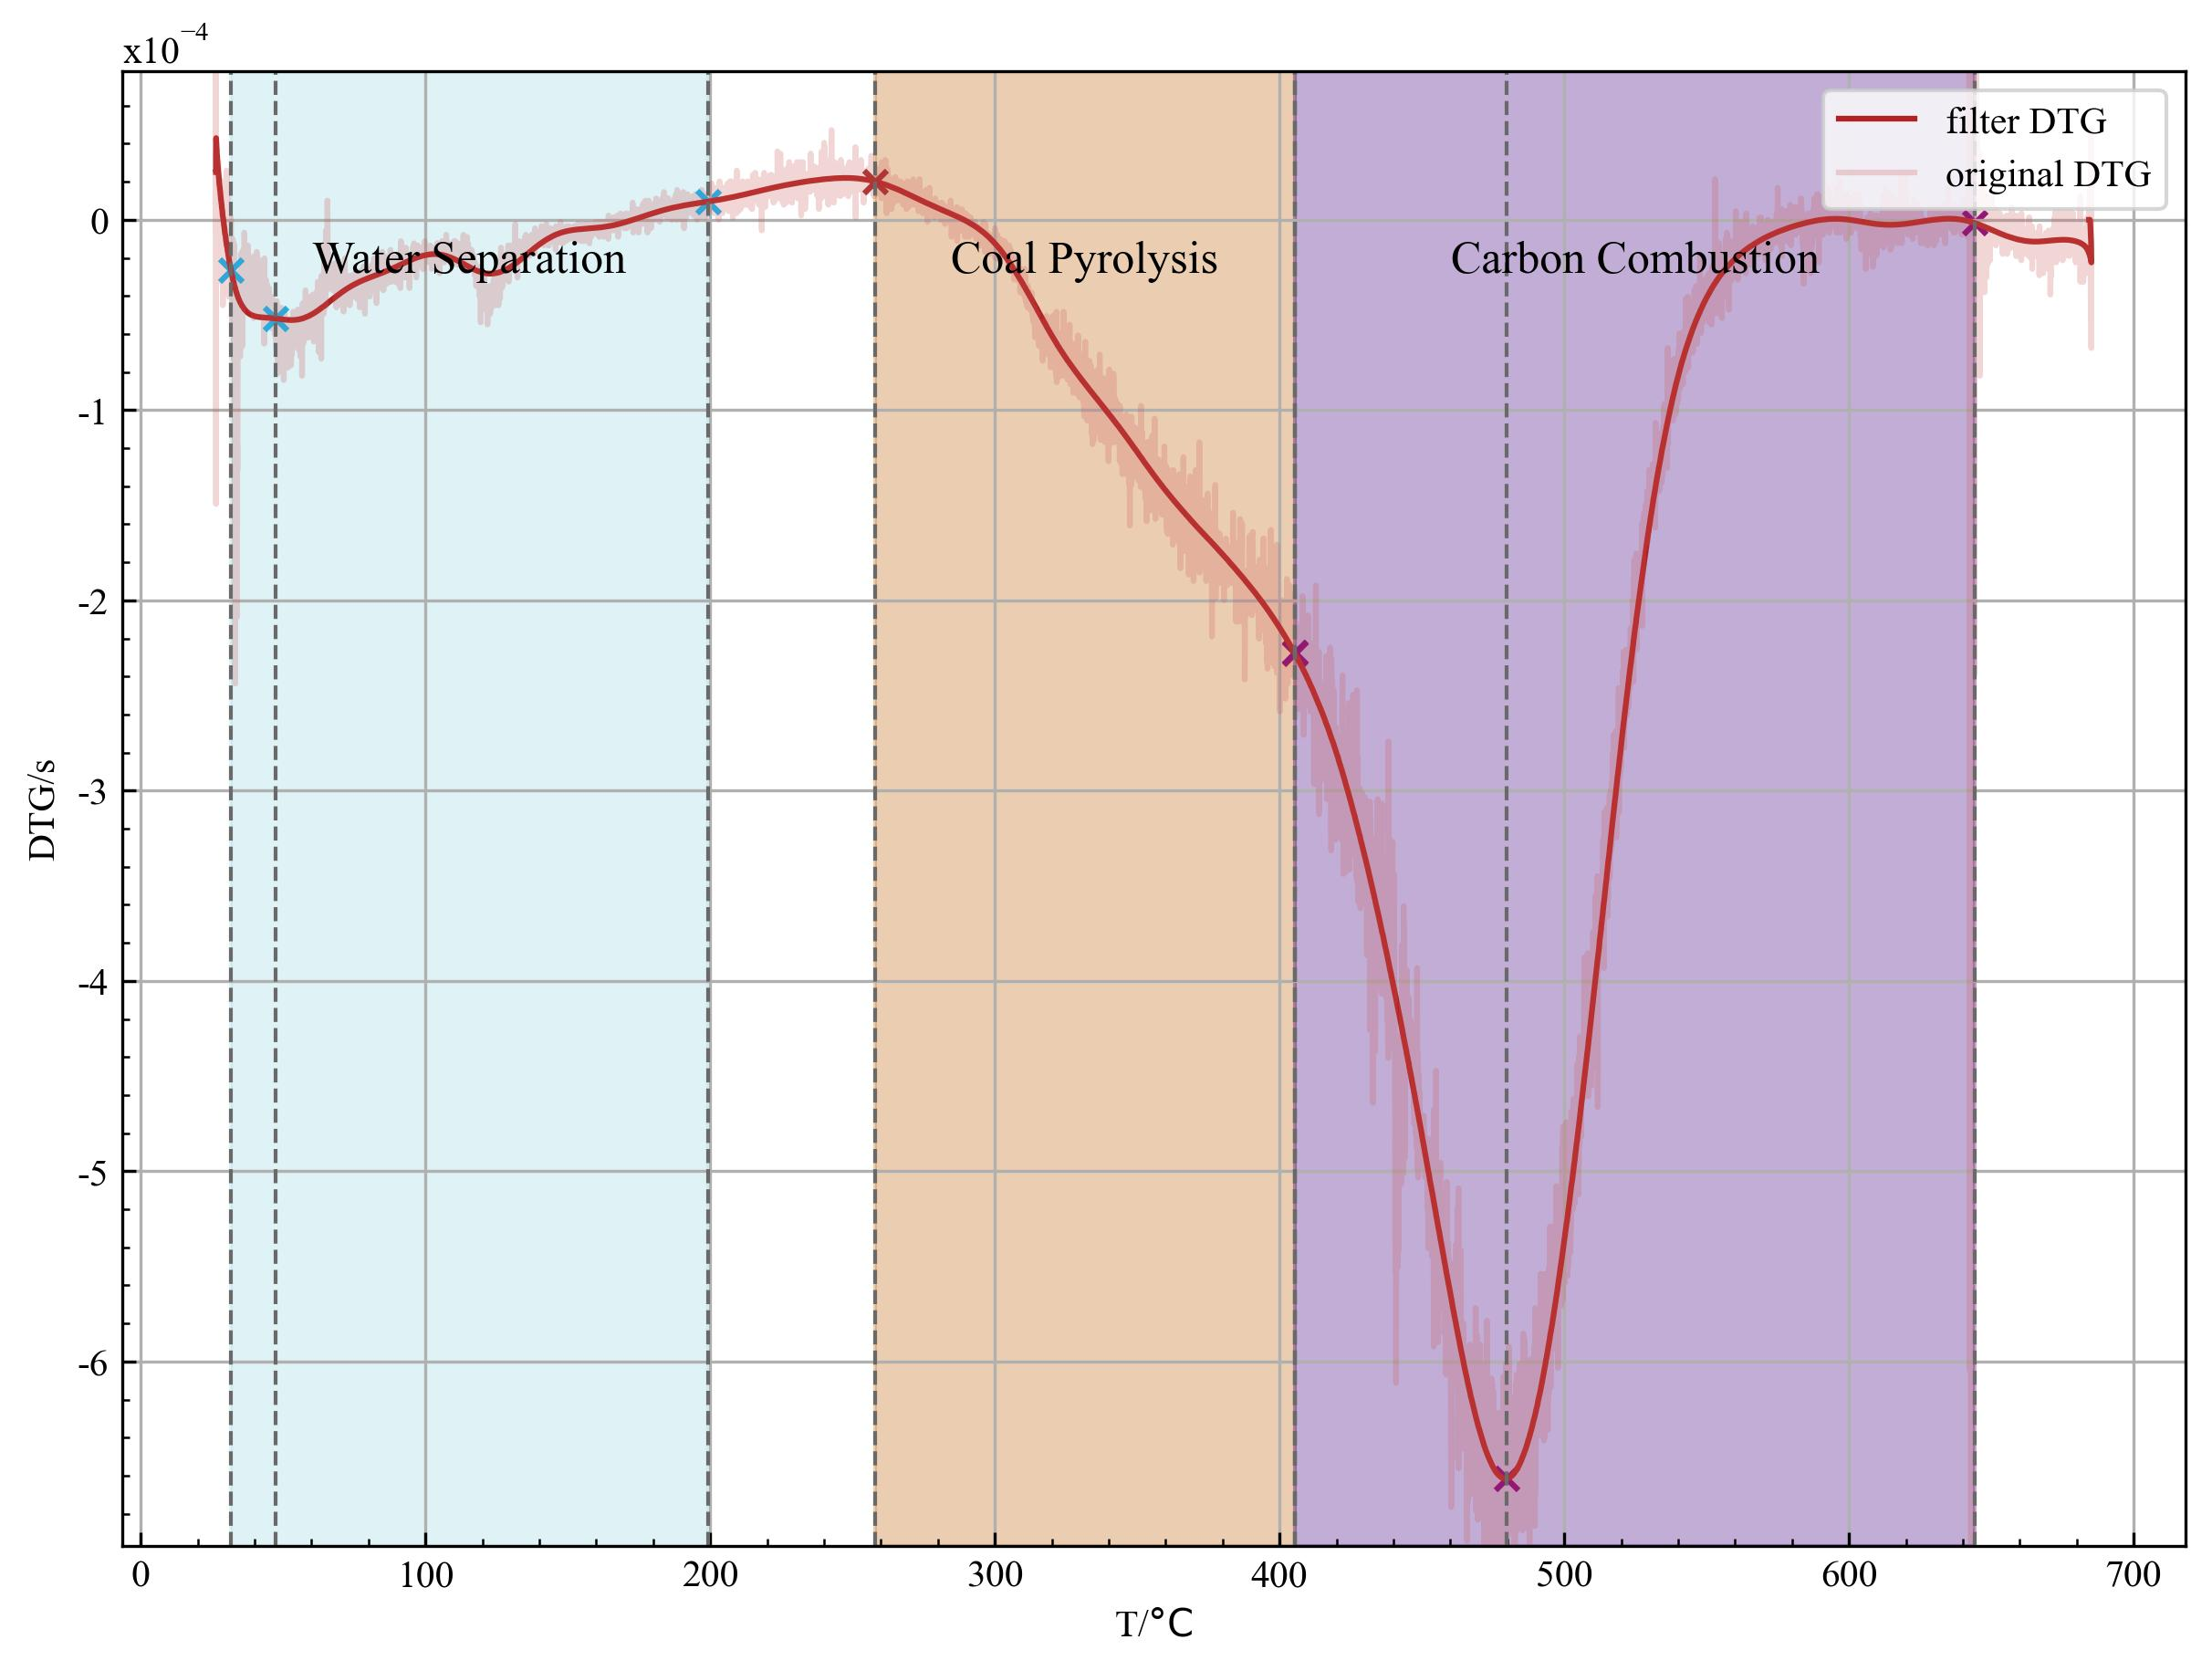 x10⁻⁴
filter DTG
original DTG
Water Separation
Coal Pyrolysis
Carbon Combustion
0
-1
-2
-3
-4
-5
-6
DTG/s
0 100 200 300 400 500 600 700
T/°C